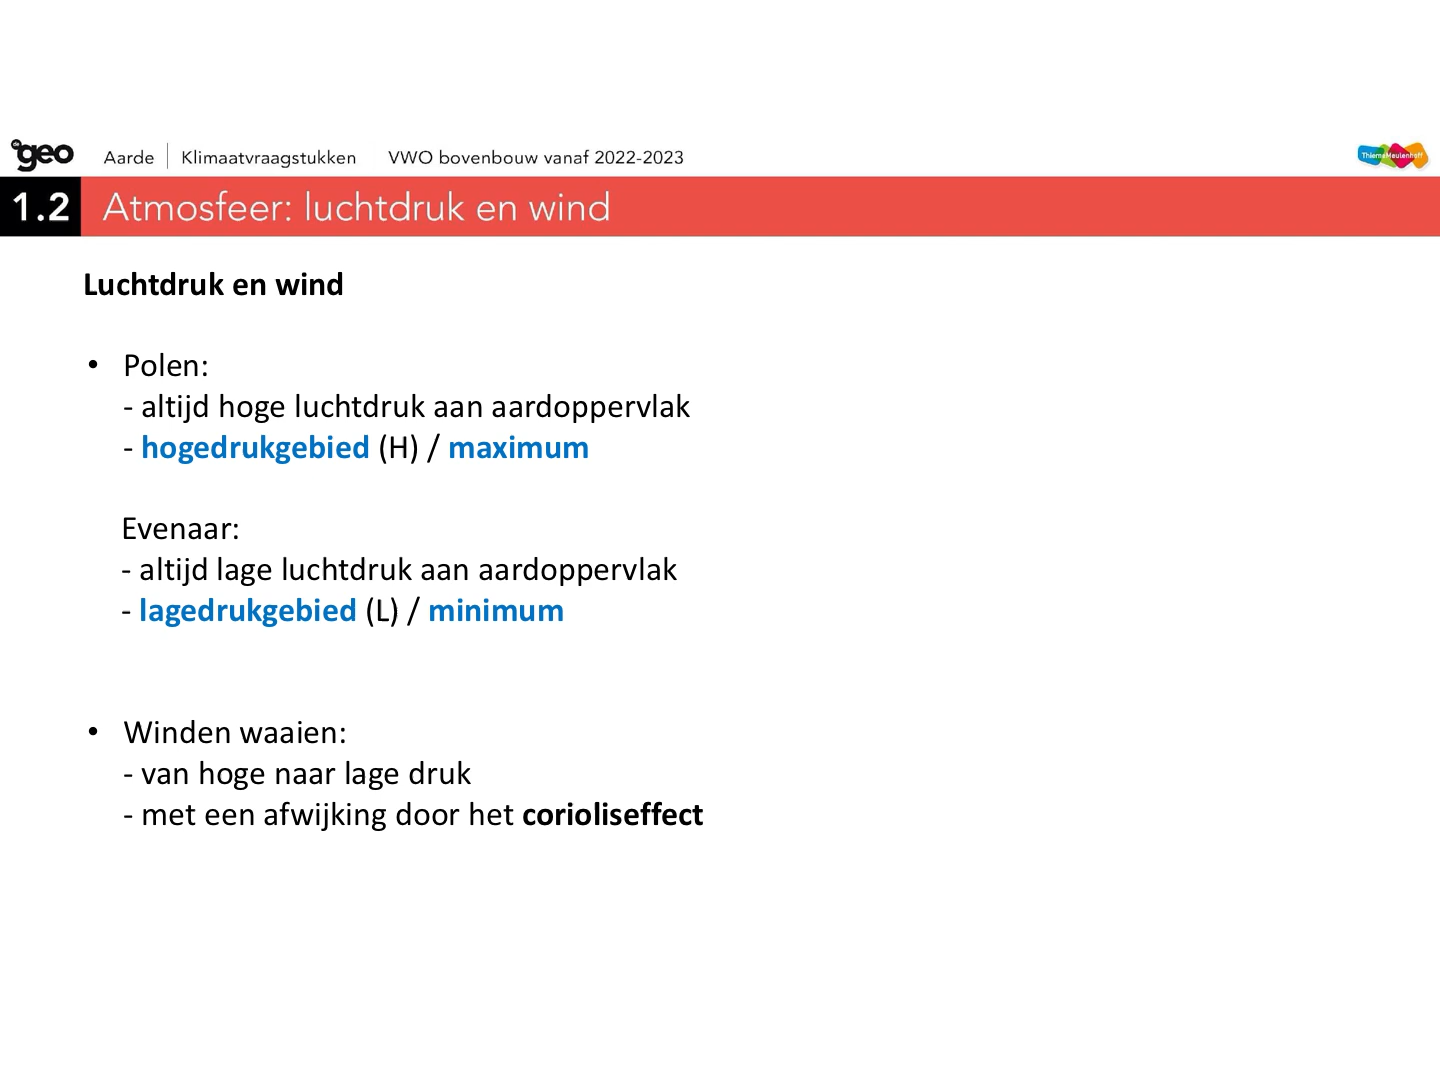 de geo Aarde Klimaatvraagstukken VWO bovenbouw vanaf 2022-2023 ThiemeMeulenhoff
1.2 Atmosfeer: luchtdruk en wind
Luchtdruk en wind
• Polen:
- altijd hoge luchtdruk aan aardoppervlak
- hogedrukgebied (H) / maximum
Evenaar:
- altijd lage luchtdruk aan aardoppervlak
- lagedrukgebied (L) / minimum
• Winden waaien:
- van hoge naar lage druk
- met een afwijking door het corioliseffect